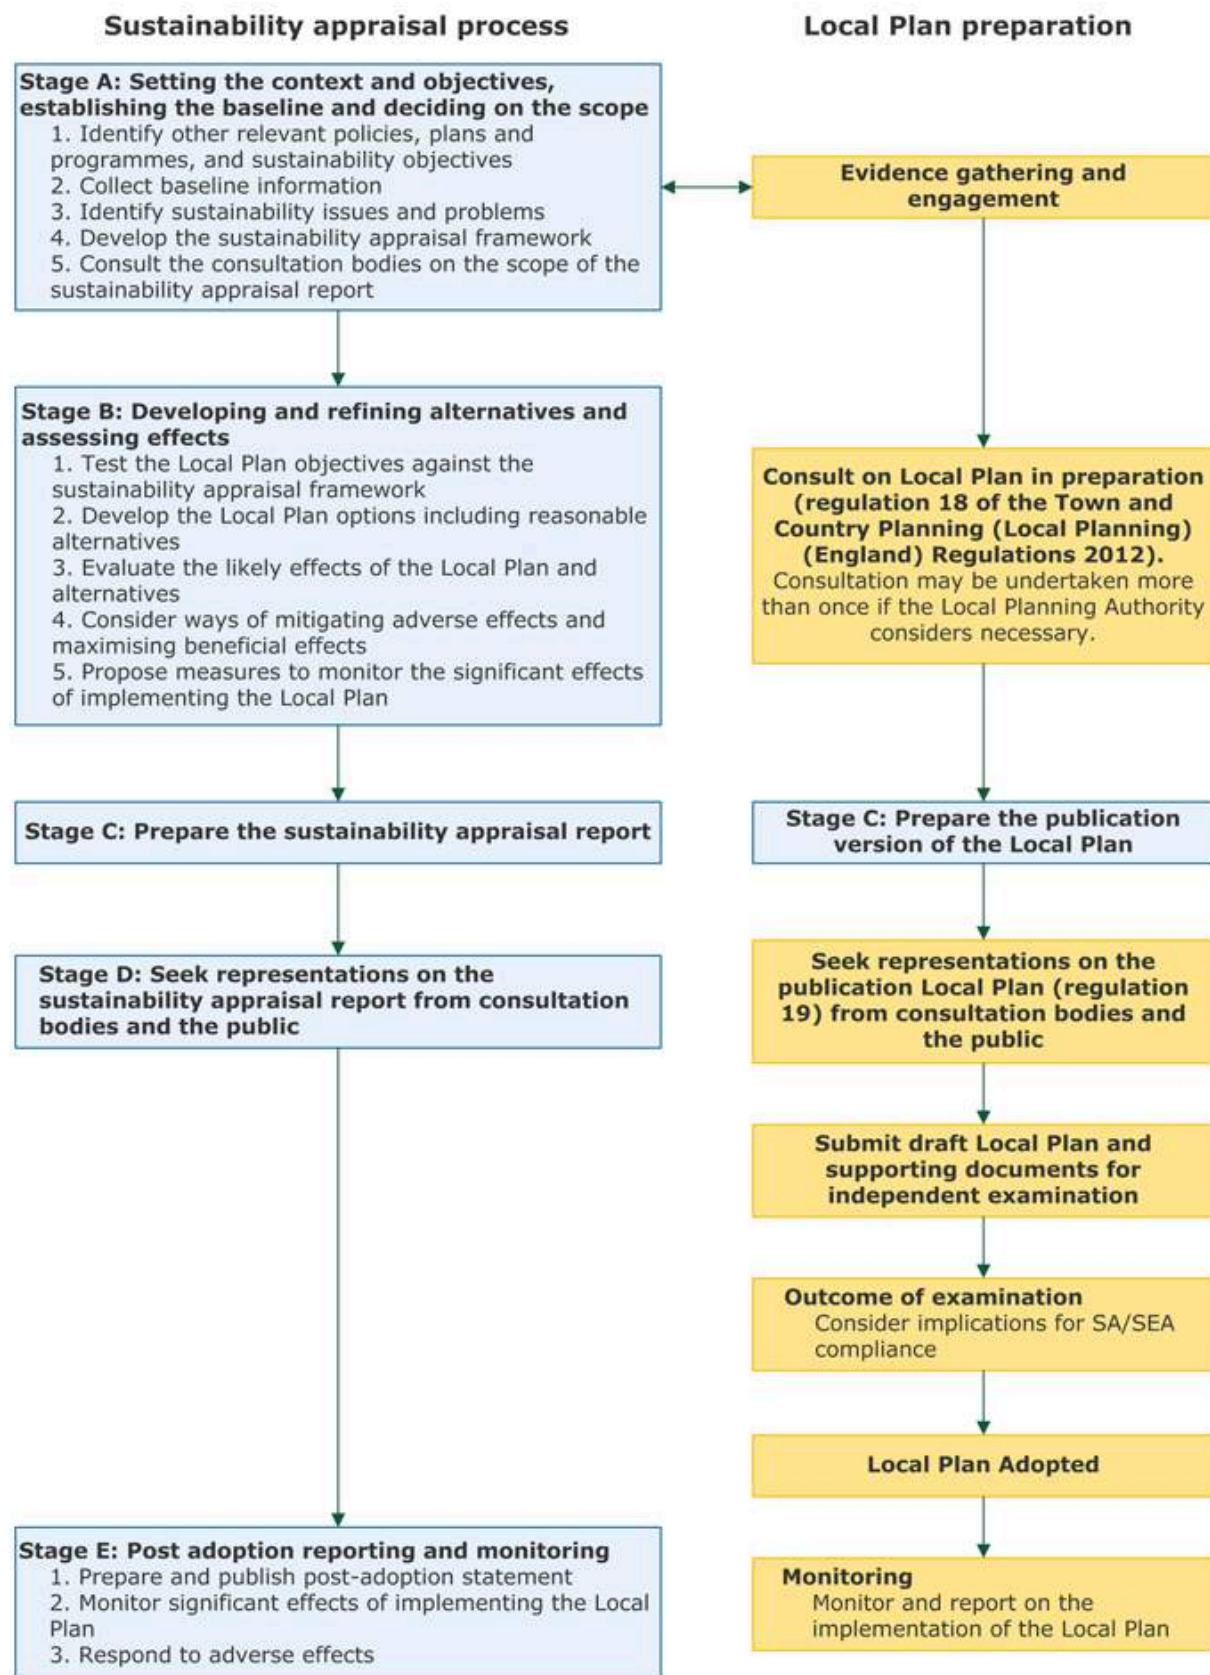 Sustainability appraisal process
Local Plan preparation
Stage A: Setting the context and objectives,
establishing the baseline and deciding on the scope
1. Identify other relevant policies, plans and
programmes, and sustainability objectives
2. Collect baseline information
3. Identify sustainability issues and problems
4. Develop the sustainability appraisal framework
5. Consult the consultation bodies on the scope of the
sustainability appraisal report
Evidence gathering and
engagement
Stage B: Developing and refining alternatives and
assessing effects
1. Test the Local Plan objectives against the
sustainability appraisal framework
2. Develop the Local Plan options including reasonable
alternatives
3. Evaluate the likely effects of the Local Plan and
alternatives
4. Consider ways of mitigating adverse effects and
maximising beneficial effects
5. Propose measures to monitor the significant effects
of implementing the Local Plan
Consult on Local Plan in preparation
(regulation 18 of the Town and
Country Planning (Local Planning)
(England) Regulations 2012).
Consultation may be undertaken more
than once if the Local Planning Authority
considers necessary.
Stage C: Prepare the sustainability appraisal report
Stage C: Prepare the publication
version of the Local Plan
Stage D: Seek representations on the
sustainability appraisal report from consultation
bodies and the public
Seek representations on the
publication Local Plan (regulation
19) from consultation bodies and
the public
Submit draft Local Plan and
supporting documents for
independent examination
Outcome of examination
Consider implications for SA/SEA
compliance
Local Plan Adopted
Stage E: Post adoption reporting and monitoring
1. Prepare and publish post-adoption statement
2. Monitor significant effects of implementing the Local
Plan
3. Respond to adverse effects
Monitoring
Monitor and report on the
implementation of the Local Plan